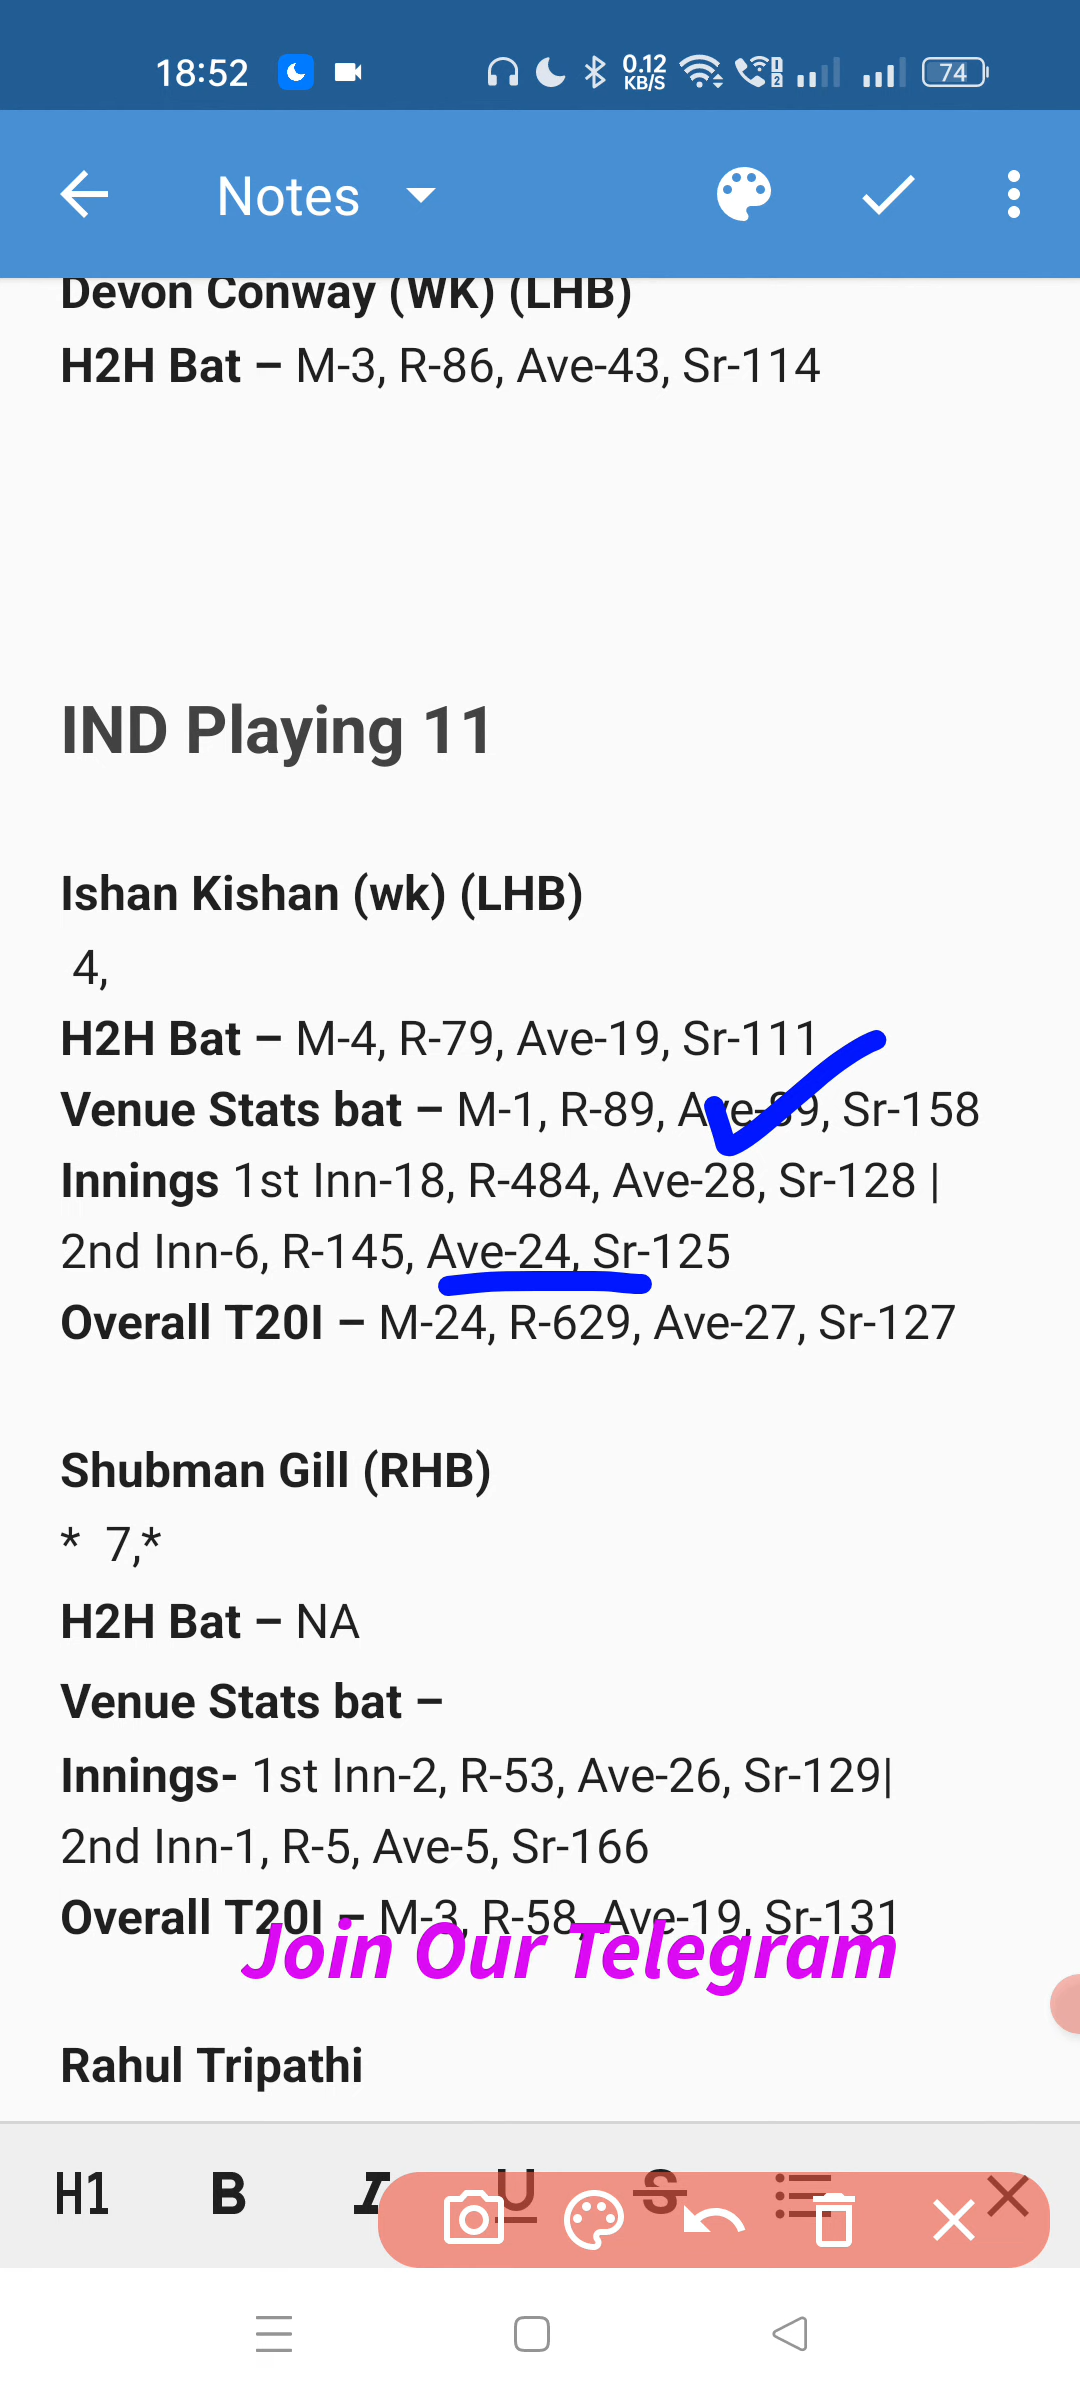 18:52 0.12 KB/S 1 2 74
Notes
Devon Conway (WK) (LHB)
H2H Bat – M-3, R-86, Ave-43, Sr-114
IND Playing 11
Ishan Kishan (wk) (LHB)
4,
H2H Bat – M-4, R-79, Ave-19, Sr-111
Venue Stats bat – M-1, R-89, Ave-89, Sr-158
Innings 1st Inn-18, R-484, Ave-28, Sr-128 |
2nd Inn-6, R-145, Ave-24, Sr-125
Overall T20I – M-24, R-629, Ave-27, Sr-127
Shubman Gill (RHB)
* 7,*
H2H Bat – NA
Venue Stats bat –
Innings- 1st Inn-2, R-53, Ave-26, Sr-129|
2nd Inn-1, R-5, Ave-5, Sr-166
Overall T20I – M-3, R-58, Ave-19, Sr-131
Join Our Telegram
Rahul Tripathi
H1 B I U S